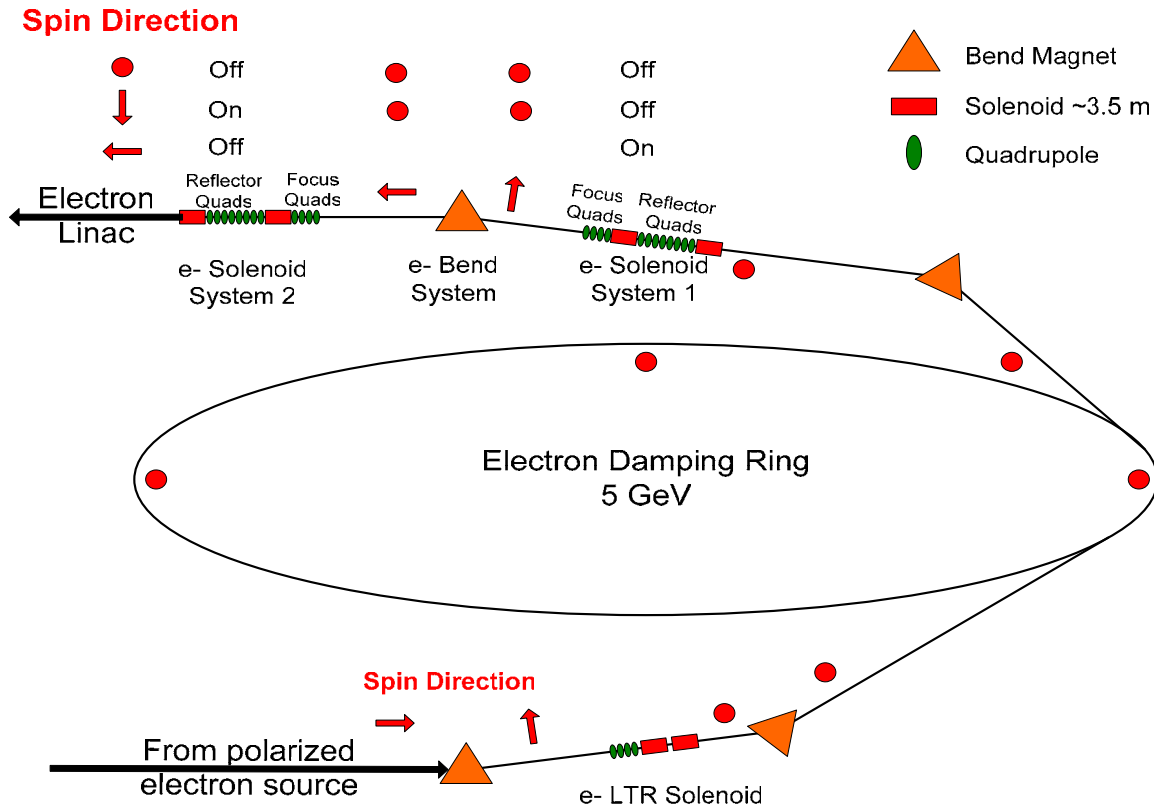 Spin Direction
Off
Off
On
Off
Off
On
Bend Magnet
Solenoid ~3.5 m
Quadrupole
Electron
Linac
Reflector
Quads
Focus
Quads
Focus
Quads
Reflector
Quads
e- Solenoid
System 2
e- Bend
System
e- Solenoid
System 1
Electron Damping Ring
5 GeV
Spin Direction
From polarized
electron source
e- LTR Solenoid